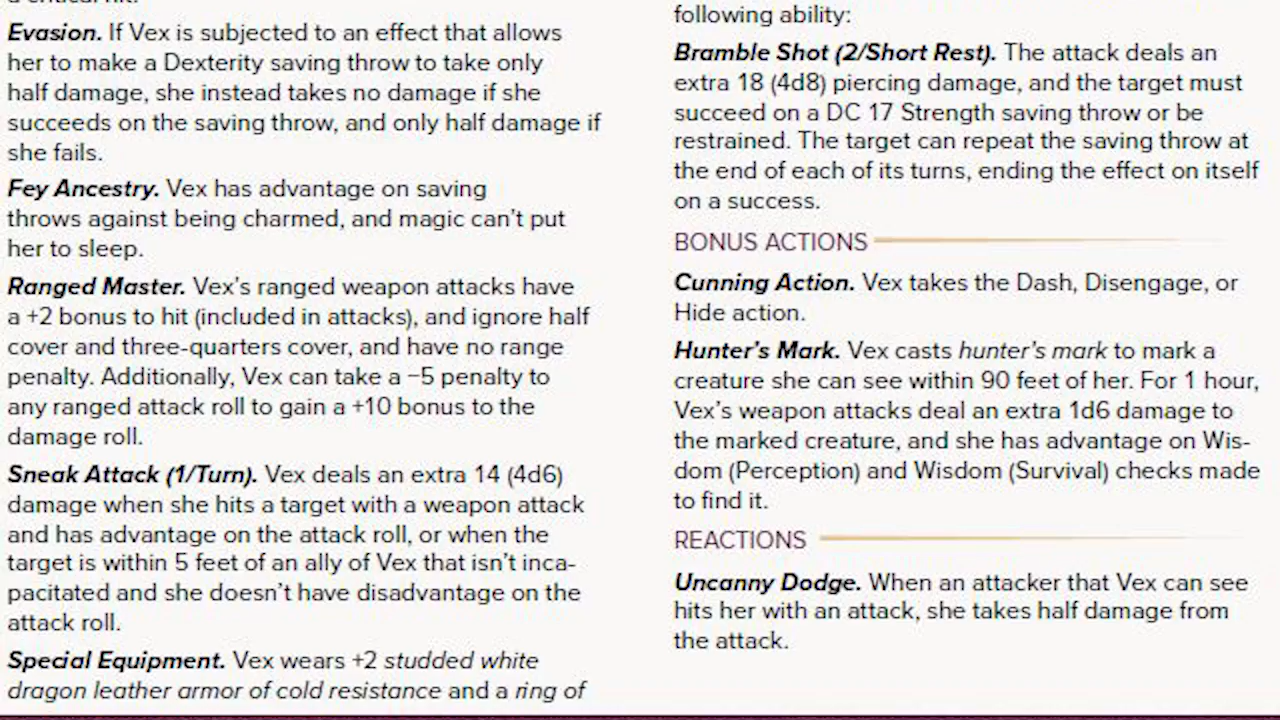 Evasion. If Vex is subjected to an effect that allows
her to make a Dexterity saving throw to take only
half damage, she instead takes no damage if she
succeeds on the saving throw, and only half damage if
she fails.
Fey Ancestry. Vex has advantage on saving
throws against being charmed, and magic can't put
her to sleep.
Ranged Master. Vex's ranged weapon attacks have
a +2 bonus to hit (included in attacks), and ignore half
cover and three-quarters cover, and have no range
penalty. Additionally, Vex can take a −5 penalty to
any ranged attack roll to gain a +10 bonus to the
damage roll.
Sneak Attack (1/Turn). Vex deals an extra 14 (4d6)
damage when she hits a target with a weapon attack
and has advantage on the attack roll, or when the
target is within 5 feet of an ally of Vex that isn't inca-
pacitated and she doesn't have disadvantage on the
attack roll.
Special Equipment. Vex wears +2 studded white
dragon leather armor of cold resistance and a ring of
following ability:
Bramble Shot (2/Short Rest). The attack deals an
extra 18 (4d8) piercing damage, and the target must
succeed on a DC 17 Strength saving throw or be
restrained. The target can repeat the saving throw at
the end of each of its turns, ending the effect on itself
on a success.
BONUS ACTIONS
Cunning Action. Vex takes the Dash, Disengage, or
Hide action.
Hunter's Mark. Vex casts hunter's mark to mark a
creature she can see within 90 feet of her. For 1 hour,
Vex's weapon attacks deal an extra 1d6 damage to
the marked creature, and she has advantage on Wis-
dom (Perception) and Wisdom (Survival) checks made
to find it.
REACTIONS
Uncanny Dodge. When an attacker that Vex can see
hits her with an attack, she takes half damage from
the attack.